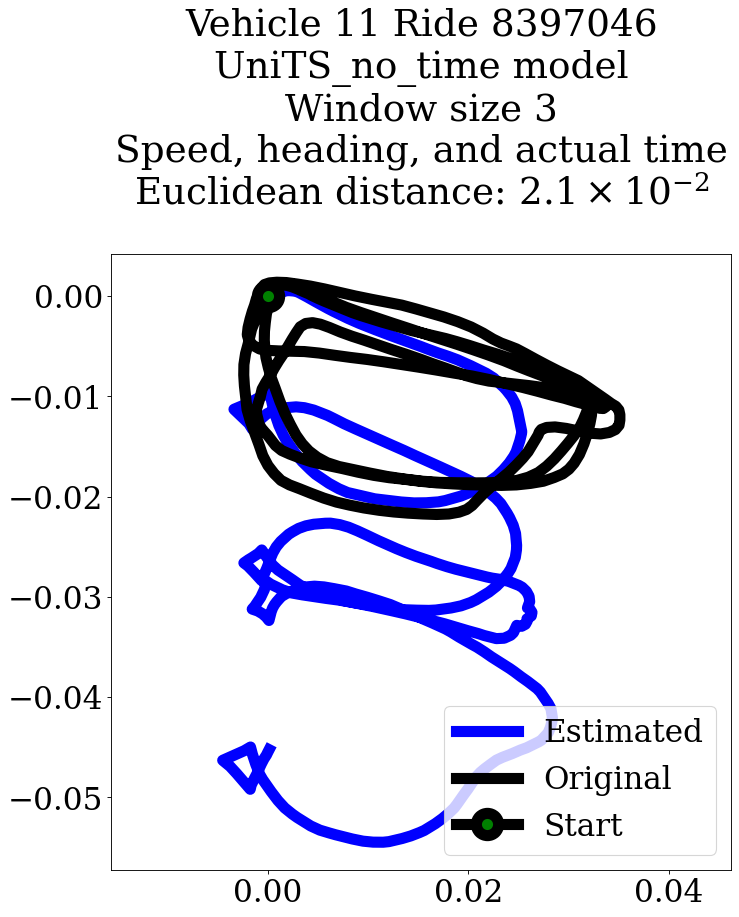 Vehicle 11 Ride 8397046
UniTS_no_time model
Window size 3
Speed, heading, and actual time
Euclidean distance: 2.1 × 10⁻²
0.00
−0.01
−0.02
−0.03
−0.04
−0.05
Estimated
Original
Start
0.00 0.02 0.04